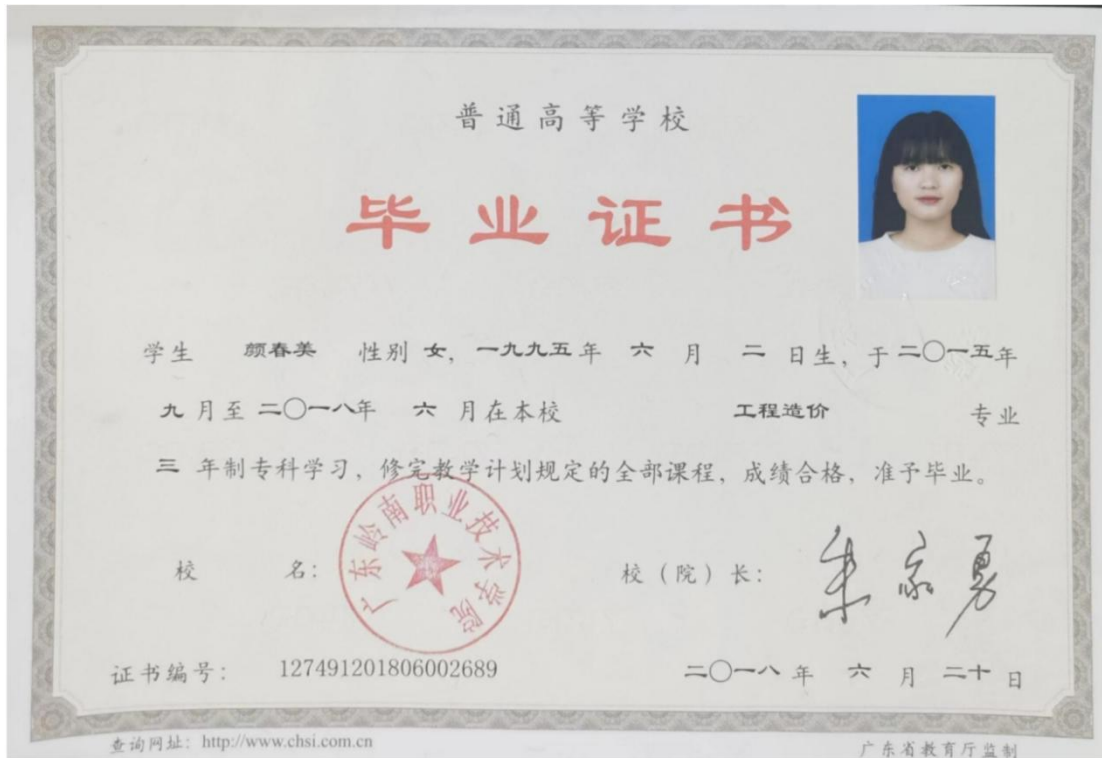 普通高等学校
毕业证书
学生 颜春美 性别 女，一九九五年 六 月 二 日生，于二〇一五年
九 月至 二〇一八年 六 月在本校 工程造价 专业
三 年制专科学习，修完教学计划规定的全部课程，成绩合格，准予毕业。
广东岭南职业技术学院
校 名： 校（院）长： 朱家勇
证书编号： 127491201806002689 二〇一八 年 六 月 二十 日
查询网址：http://www.chsi.com.cn 广东省教育厅监制